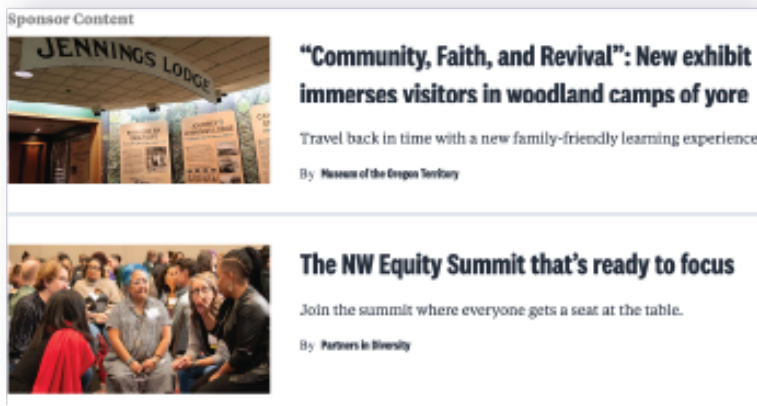 Sponsor Content
JENNINGS LODGE
“Community, Faith, and Revival”: New exhibit
immerses visitors in woodland camps of yore
Travel back in time with a new family-friendly learning experience
By Museum of the Oregon Territory
The NW Equity Summit that’s ready to focus
Join the summit where everyone gets a seat at the table.
By Partners in Diversity